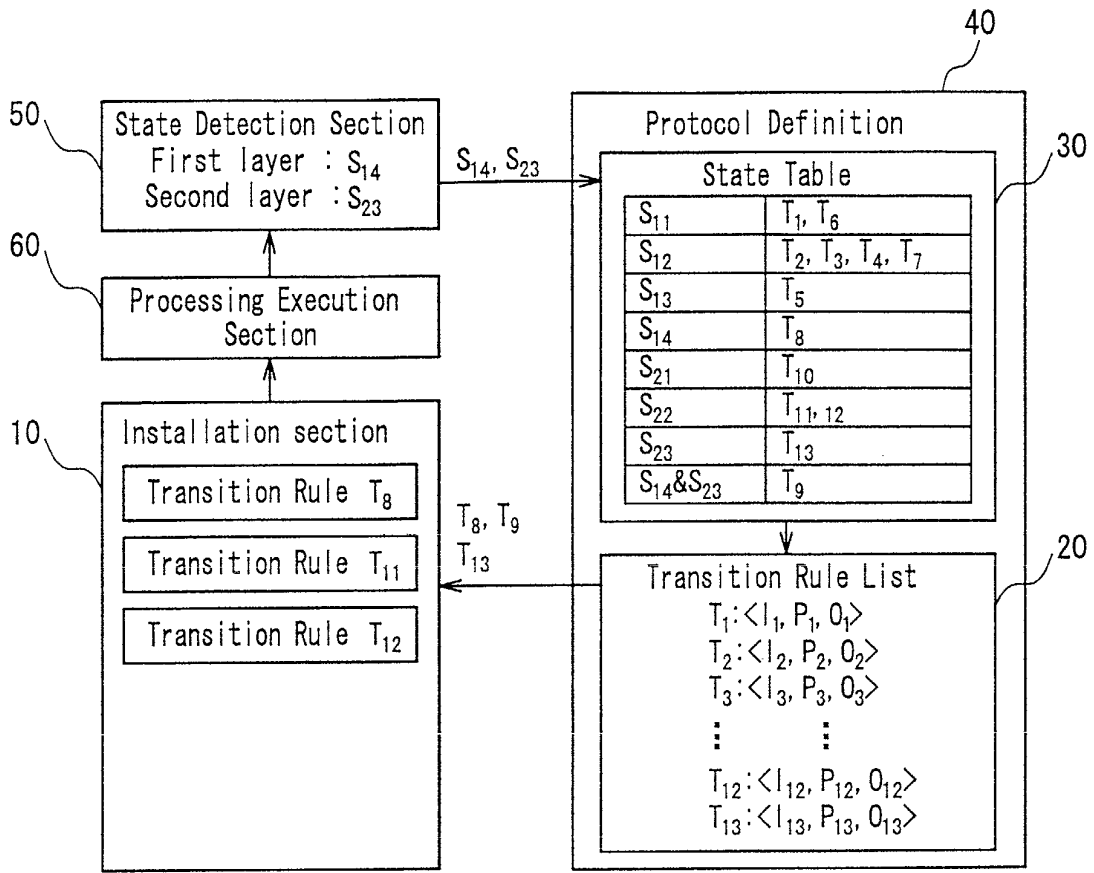 40
50
State Detection Section
First layer : S14
Second layer : S23
S14, S23
Protocol Definition
30
State Table
S11 T1, T6
S12 T2, T3, T4, T7
S13 T5
S14 T8
S21 T10
S22 T11, 12
S23 T13
S14&S23 T9
60
Processing Execution
Section
10
Installation section
Transition Rule T8
Transition Rule T11
Transition Rule T12
T8, T9
T13
20
Transition Rule List
T1:<I1, P1, O1>
T2:<I2, P2, O2>
T3:<I3, P3, O3>
⋮ ⋮
T12:<I12, P12, O12>
T13:<I13, P13, O13>